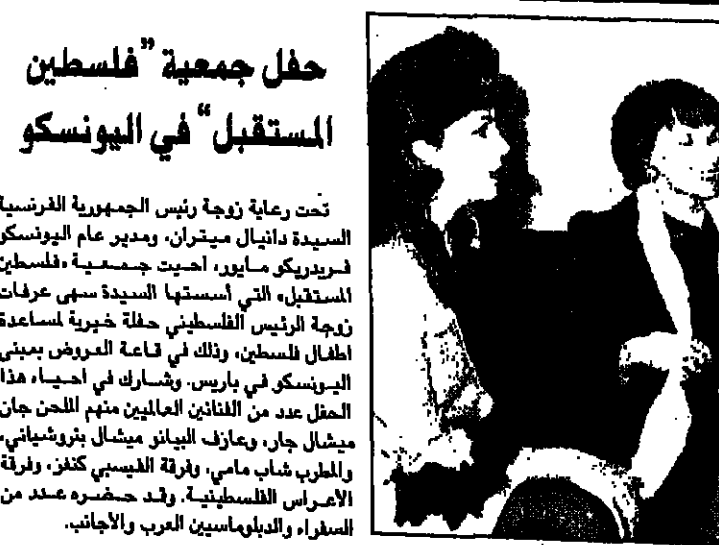 حفل جمعية "فلسطين
المستقبل" في اليونسكو
تحت رعاية زوجة رئيس الجمهورية الفرنسية
السيدة دانيال ميتران، ومدير عام اليونسكو
فريدريكو مايور، احيت جمعية «فلسطين
المستقبل» التي أسستها السيدة سهى عرفات
زوجة الرئيس الفلسطيني حفلة خيرية لمساعدة
اطفال فلسطين، وذلك في قاعة العروض بمبنى
اليونسكو في باريس. وشارك في احياء هذا
الحفل عدد من الفنانين العالميين منهم الملحن جان
ميشال جار، وعازف البيانو ميشال بتروشياني،
والمطرب شاب مامي، وفرقة الفيسبي كنغز، وفرقة
الأعراس الفلسطينية. وقد حضره عدد من
السفراء والدبلوماسيين العرب والأجانب.